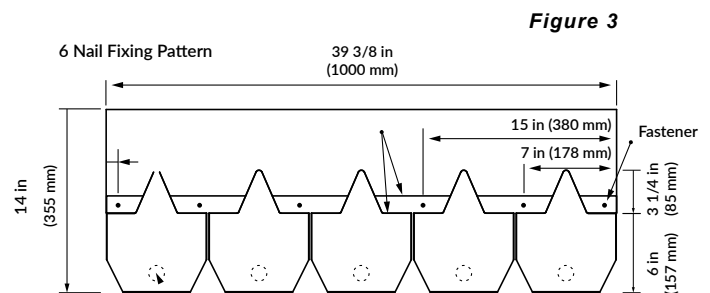 Figure 3
6 Nail Fixing Pattern
39 3/8 in
(1000 mm)
15 in (380 mm)
Fastener
7 in (178 mm)
14 in
(355 mm)
3 1/4 in
(85 mm)
6 in
(157 mm)